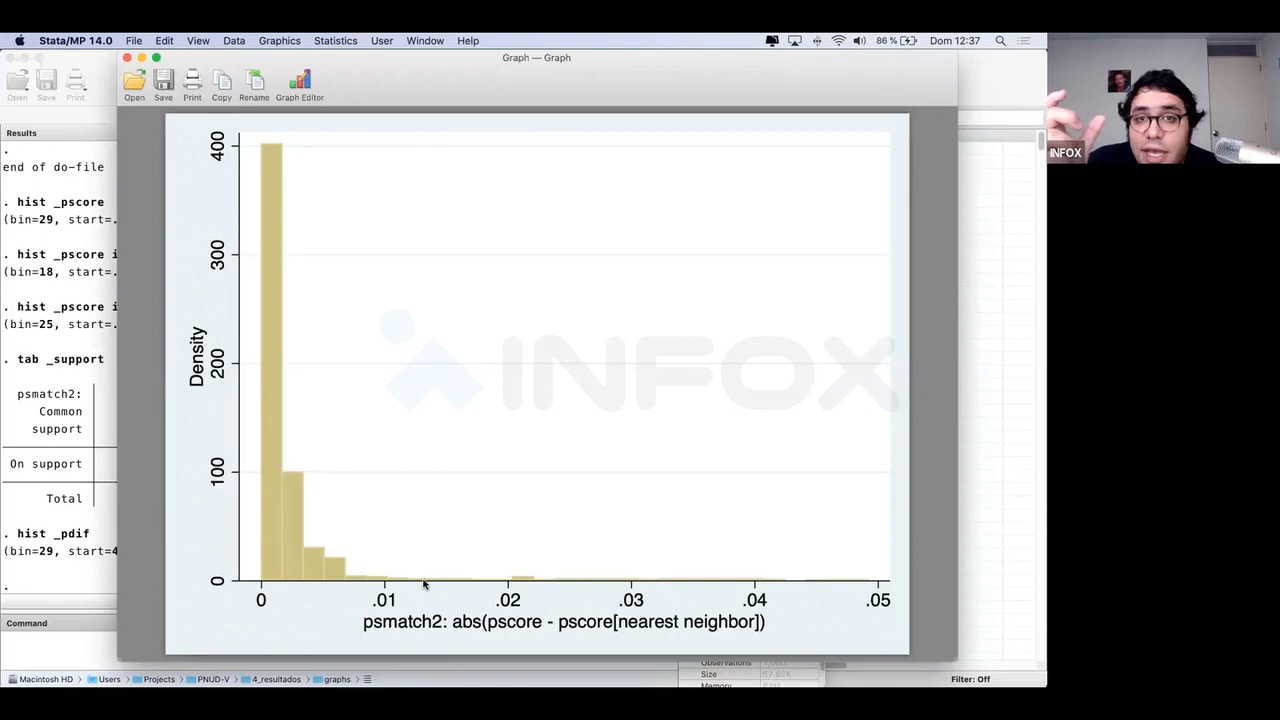 Stata/MP 14.0 File Edit View Data Graphics Statistics User Window Help 86 % Dom 12:37
Graph — Graph
Open Save Print Open Save Print Copy Rename Graph Editor
Results
.
end of do-file
. hist _pscore
(bin=29, start=.
. hist _pscore i
(bin=18, start=.
. hist _pscore i
(bin=25, start=.
. tab _support
psmatch2:
Common
support
On support
Total
. hist _pdif
(bin=29, start=4
.
Command
400
300
200
100
0
Density
0 .01 .02 .03 .04 .05
psmatch2: abs(pscore - pscore[nearest neighbor])
INFOX
INFOX
Observations
Size
Memory
Macintosh HD Users Projects PNUD-V 4_resultados graphs
Filter: Off